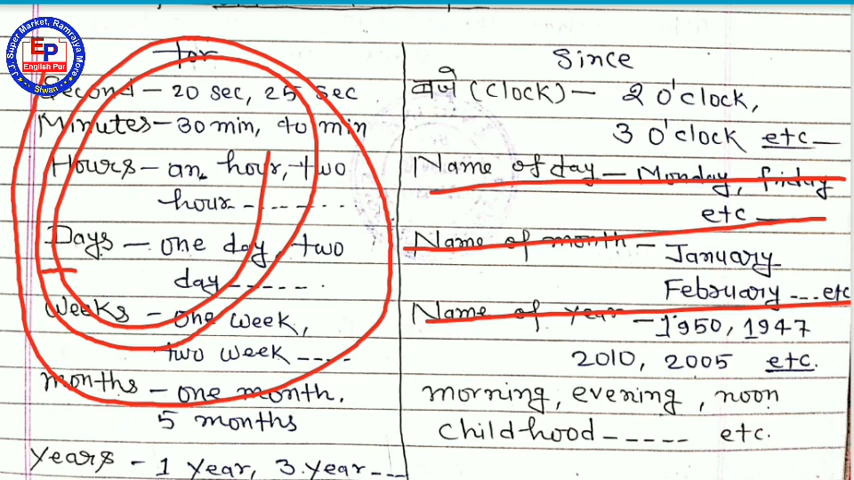 J.J. Super Market, Ramrajya More
EP
English Pur
Siwan
for
Second – 20 sec, 25 sec
Minutes – 30 min, 40 min
Hours – an hour, two
hour - - - - - - -
Days – one day, two
day - - - - - -
Weeks – one week,
two week - - - -
months – one month.
5 months
years – 1 year, 3 year - - -
Since
बजे (Clock) – 2 O'clock,
3 O'clock etc
Name of day – Monday, friday
etc
Name of month – January
February - - - etc
Name of year – 1950, 1947
2010, 2005 etc.
morning, evening, noon
childhood - - - - - etc.